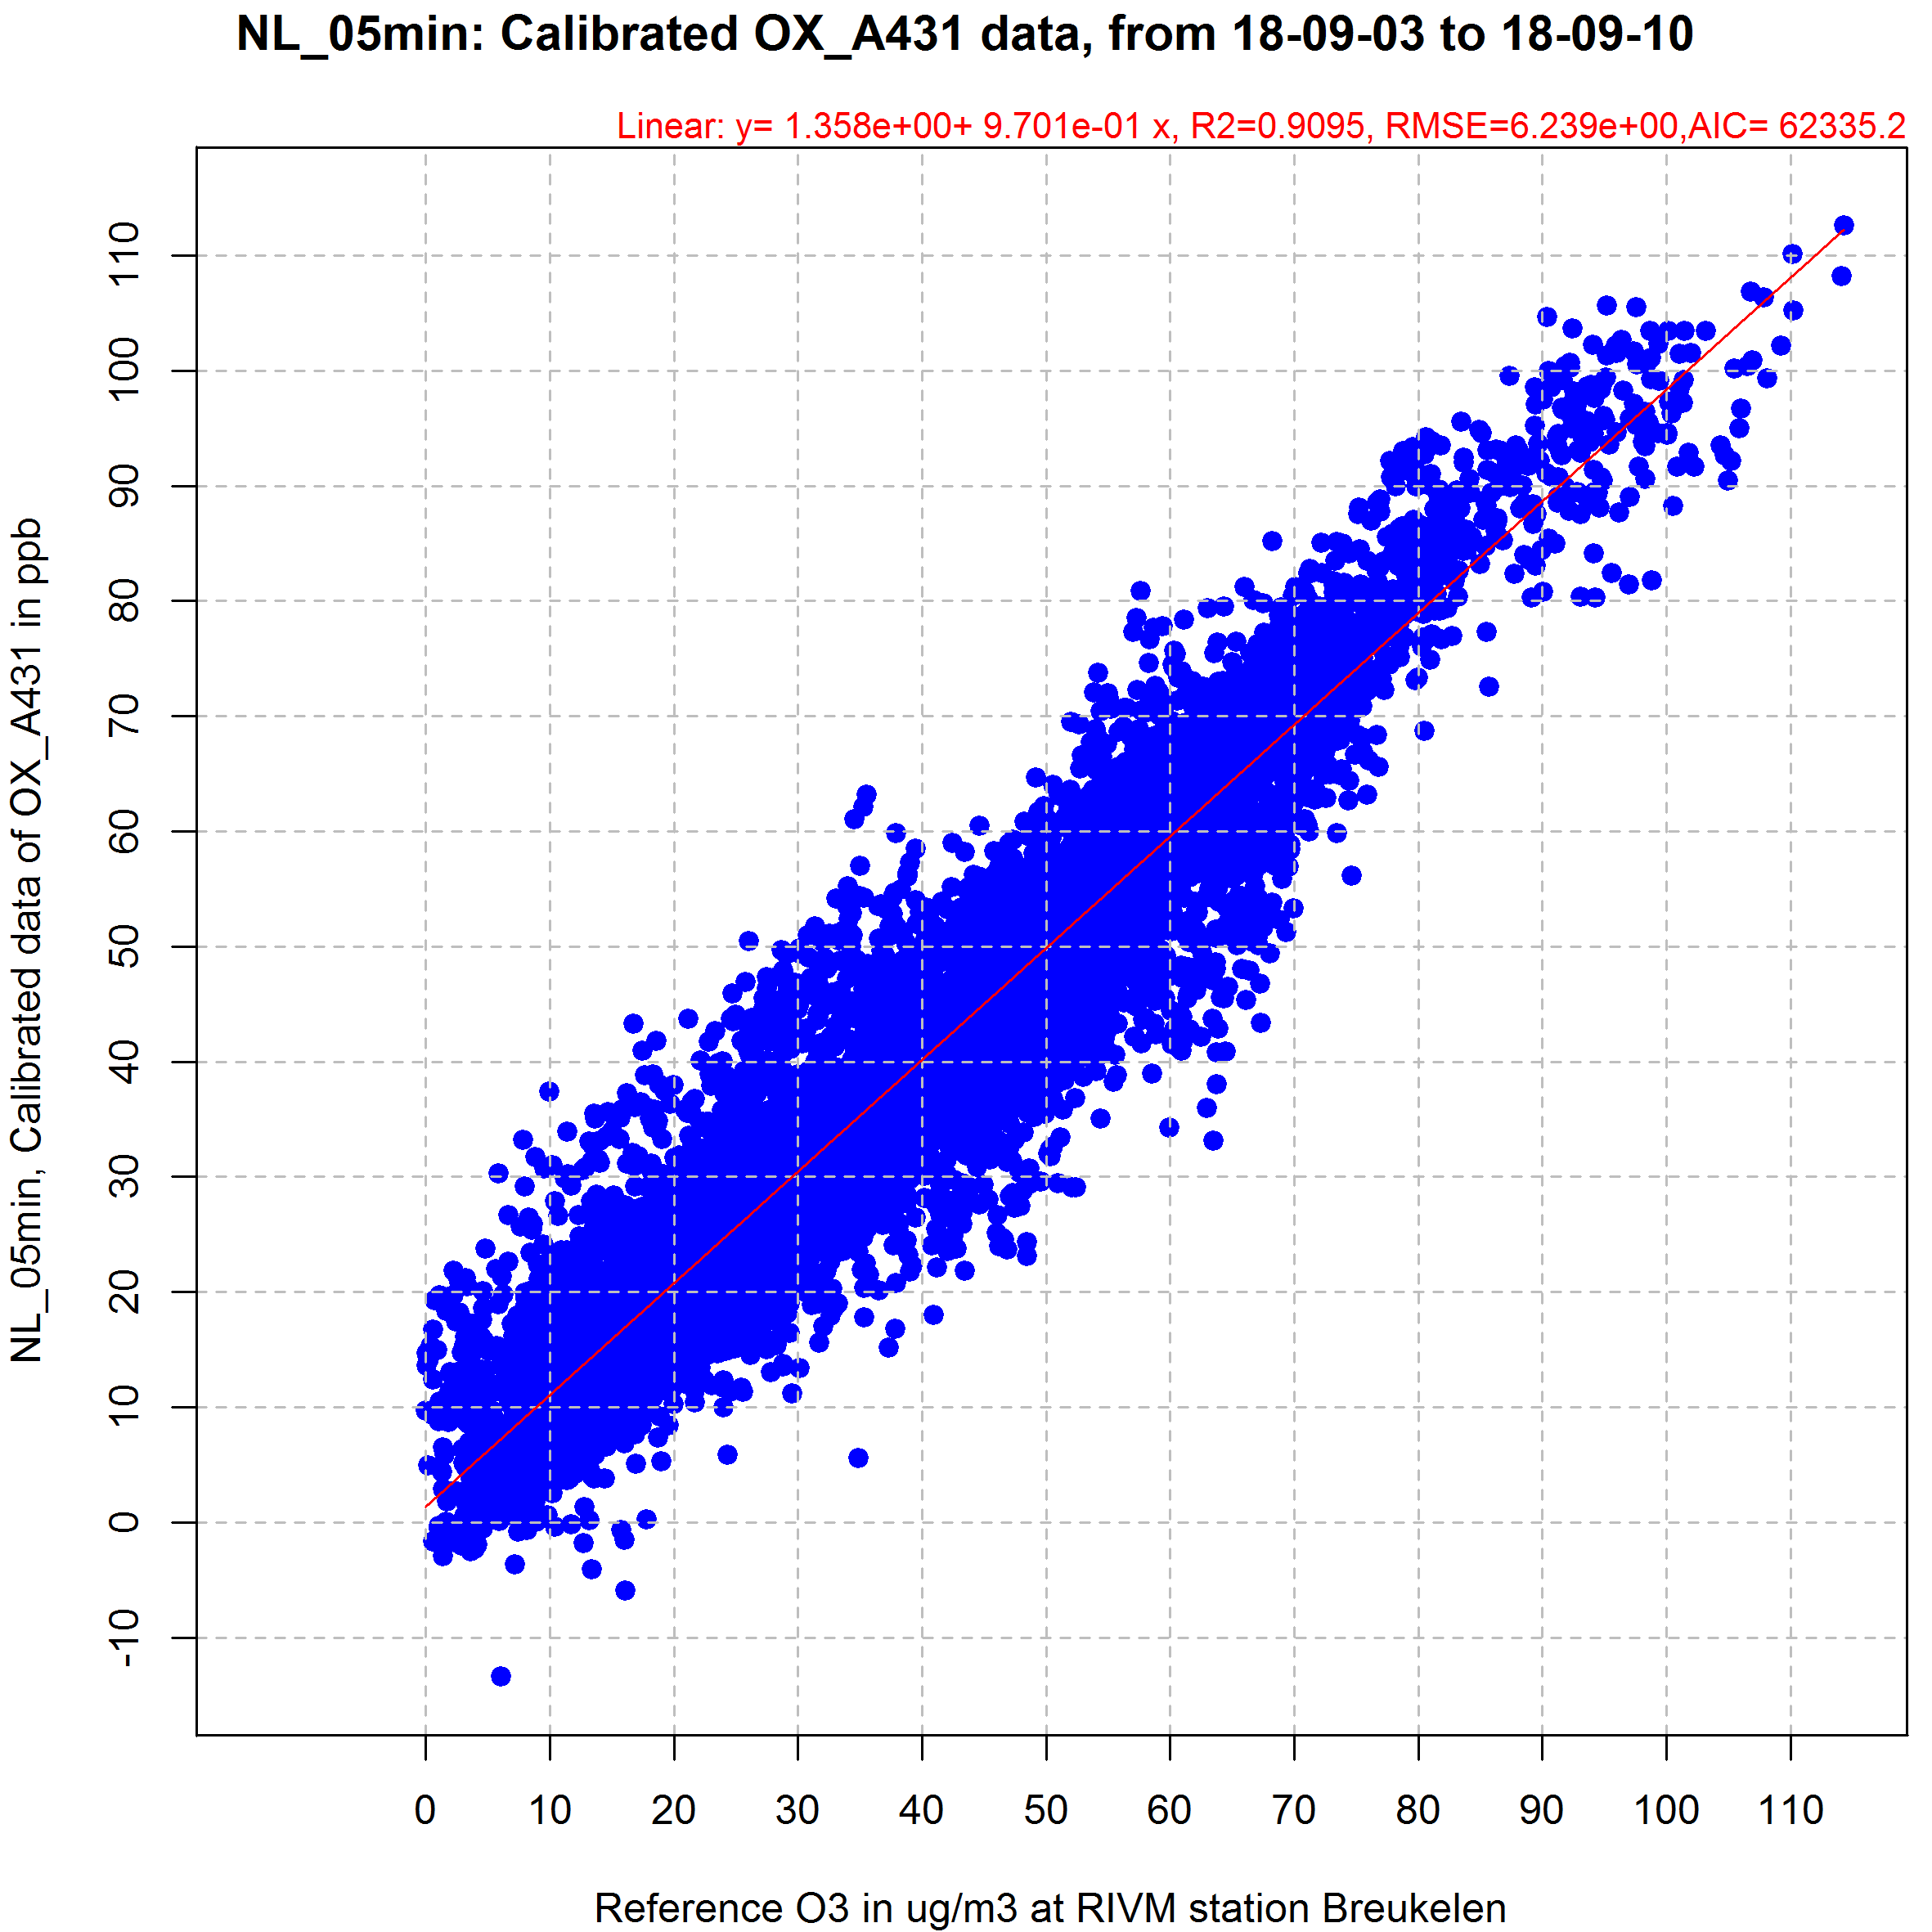 NL_05min: Calibrated OX_A431 data, from 18-09-03 to 18-09-10
Linear: y= 1.358e+00+ 9.701e-01 x, R2=0.9095, RMSE=6.239e+00,AIC= 62335.2
NL_05min, Calibrated data of OX_A431 in ppb
110
100
90
80
70
60
50
40
30
20
10
0
-10
0 10 20 30 40 50 60 70 80 90 100 110
Reference O3 in ug/m3 at RIVM station Breukelen